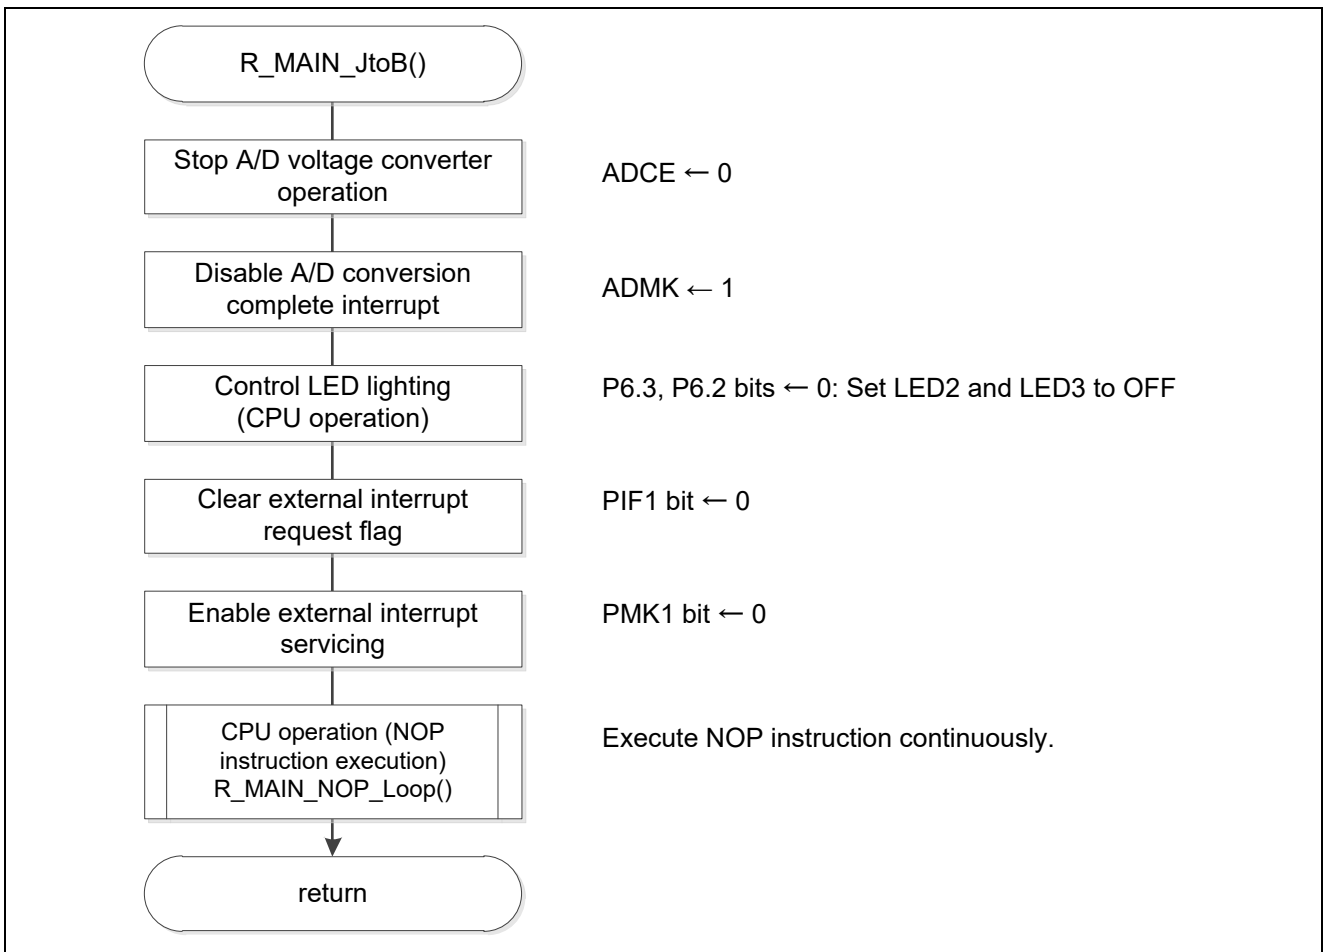 R_MAIN_JtoB()
Stop A/D voltage converter
operation
ADCE ← 0
Disable A/D conversion
complete interrupt
ADMK ← 1
Control LED lighting
(CPU operation)
P6.3, P6.2 bits ← 0: Set LED2 and LED3 to OFF
Clear external interrupt
request flag
PIF1 bit ← 0
Enable external interrupt
servicing
PMK1 bit ← 0
CPU operation (NOP
instruction execution)
R_MAIN_NOP_Loop()
Execute NOP instruction continuously.
return